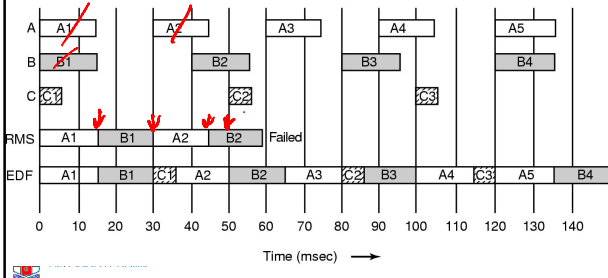 A A1 A2 A3 A4 A5
B B1 B2 B3 B4
C C1 C2 C3
RMS A1 B1 A2 B2 Failed
EDF A1 B1 C1 A2 B2 A3 C2 B3 A4 C3 A5 B4
0 10 20 30 40 50 60 70 80 90 100 110 120 130 140
Time (msec)